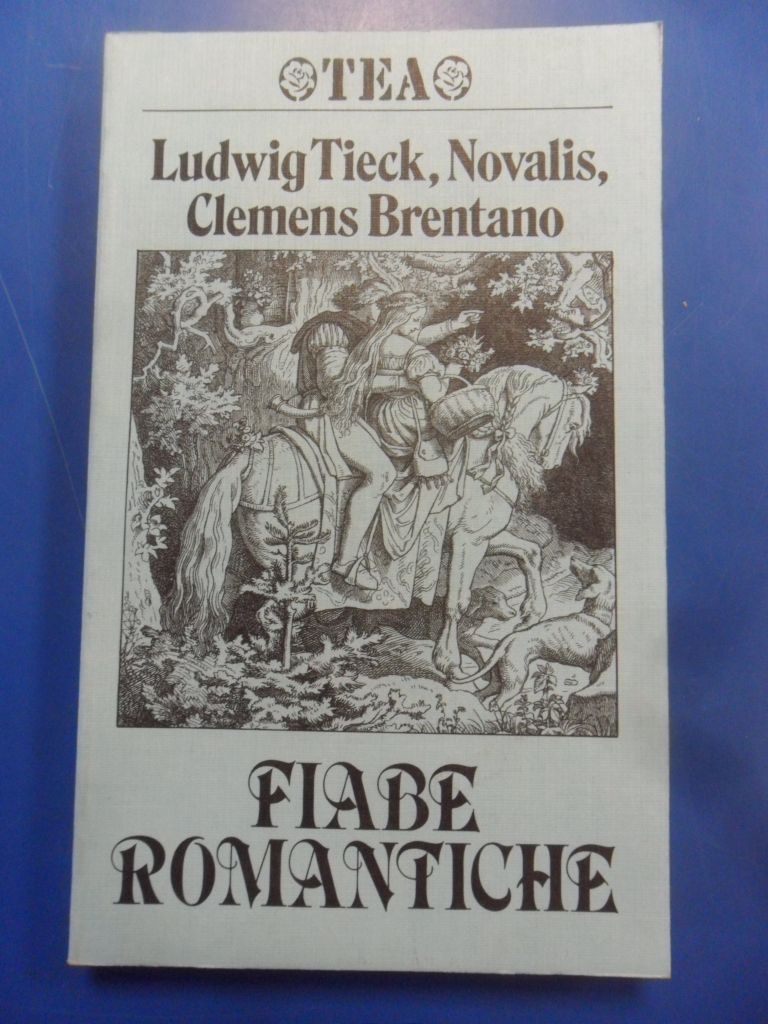 TEA
Ludwig Tieck, Novalis,
Clemens Brentano
FIABE
ROMANTICHE